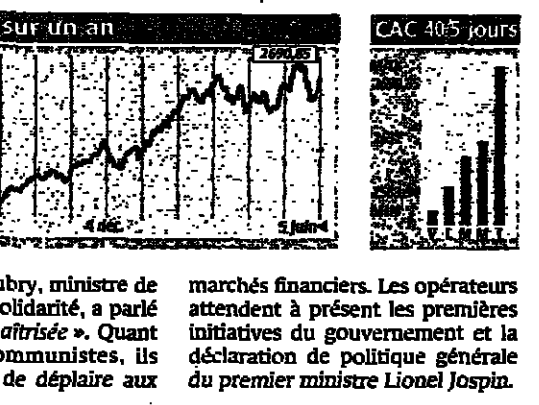 sur un an
2690,85
4 déc.
5 juin
CAC 40 5 jours
V L M M J
bry, ministre de
olidarité, a parlé
aîtrisée ». Quant
ommunistes, ils
de déplaire aux
marchés financiers. Les opérateurs
attendent à présent les premières
initiatives du gouvernement et la
déclaration de politique générale
du premier ministre Lionel Jospin.